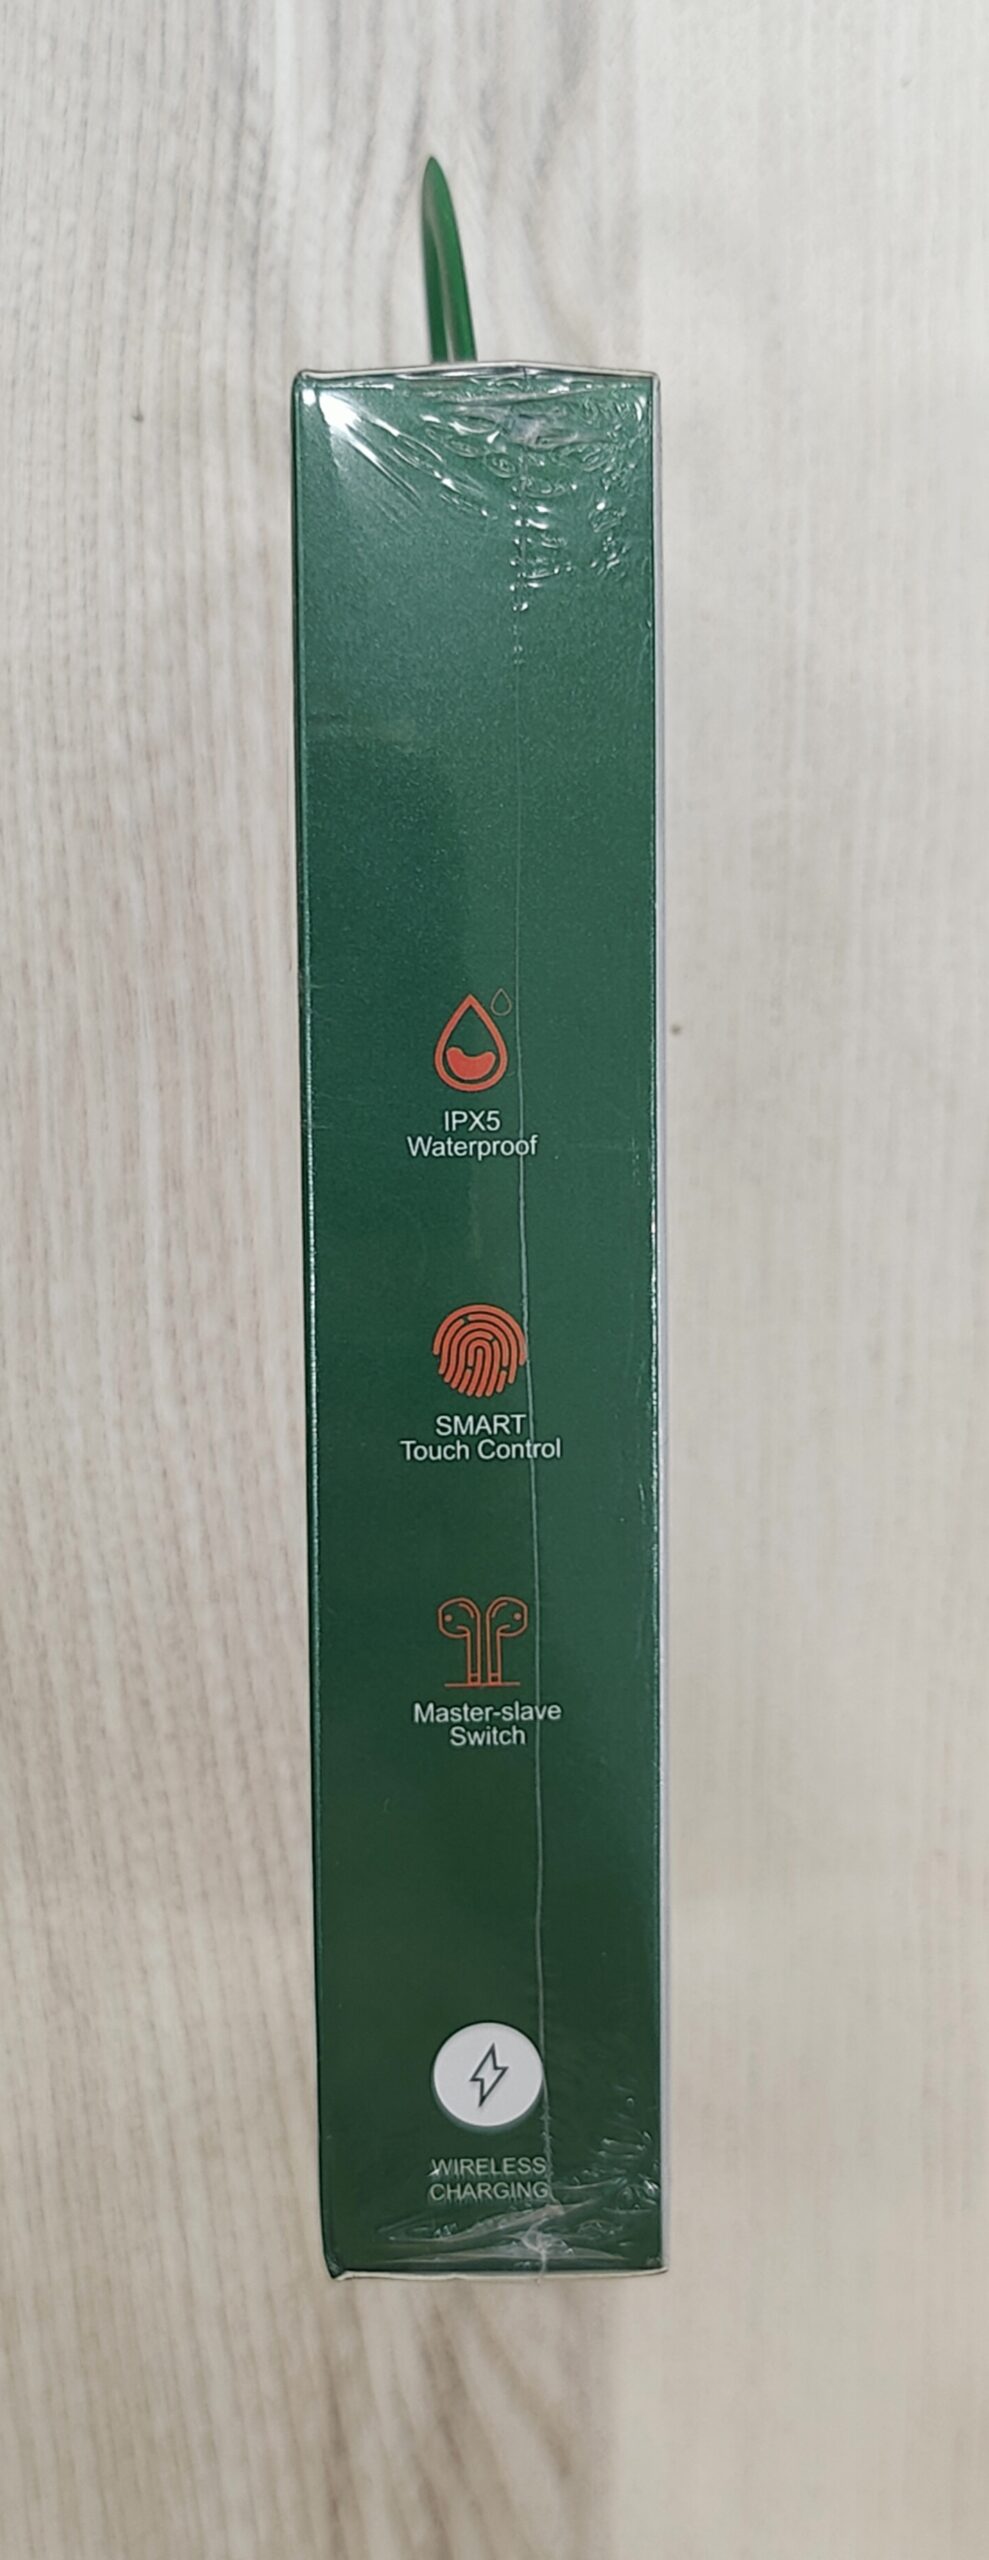 IPX5
Waterproof
SMART
Touch Control
Master-slave
Switch
WIRELESS
CHARGING